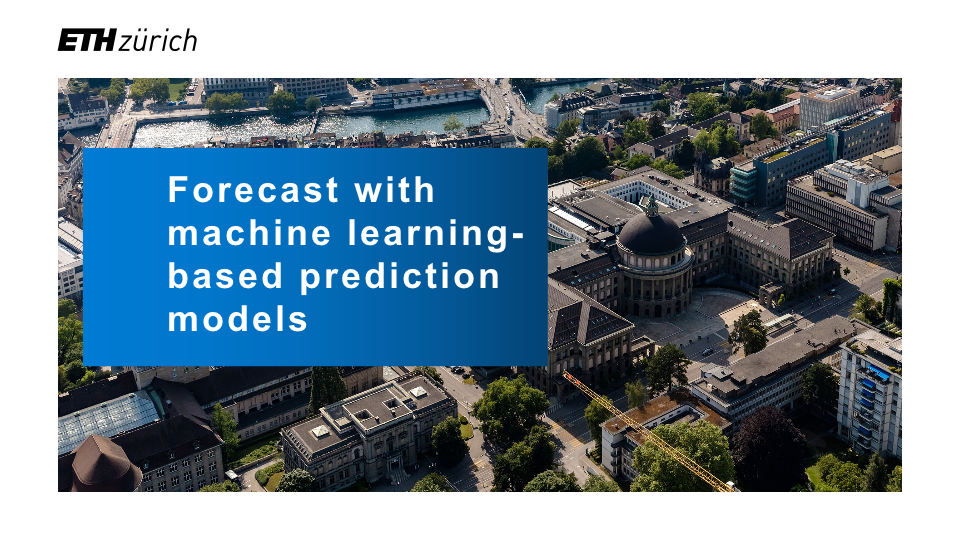 ETH zürich
Forecast with
machine learning-
based prediction
models